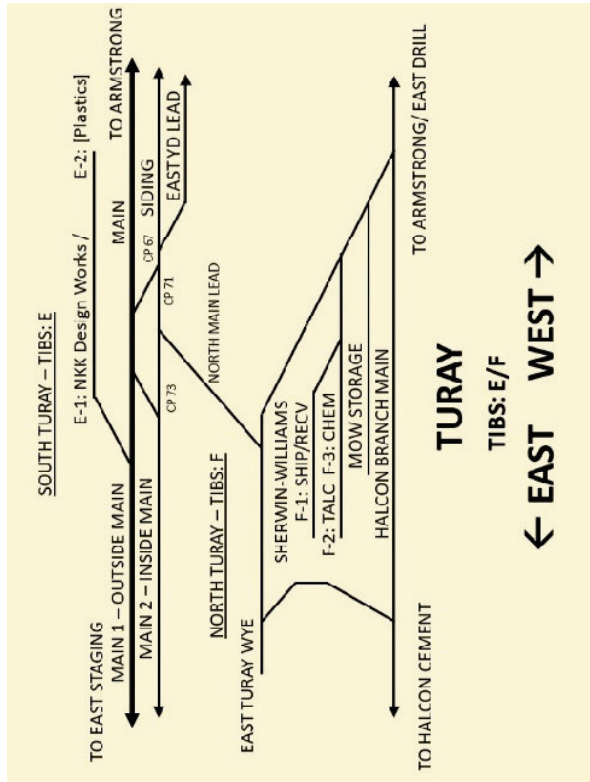 SOUTH TURAY – TIBS: E
E-1: NKK Design Works /
E-2: [Plastics]
TO EAST STAGING
TO ARMSTRONG
MAIN 1 – OUTSIDE MAIN
MAIN
MAIN 2 – INSIDE MAIN
SIDING
CP 73
CP 71
CP 67
EAST YD LEAD
NORTH MAIN LEAD
NORTH TURAY – TIBS: F
EAST TURAY WYE
SHERWIN-WILLIAMS
F-1: SHIP/RECV
F-2: TALC F-3: CHEM
MOW STORAGE
HALCON BRANCH MAIN
TO HALCON CEMENT
TO ARMSTRONG/ EAST DRILL
TURAY
TIBS: E/F
← EAST WEST →